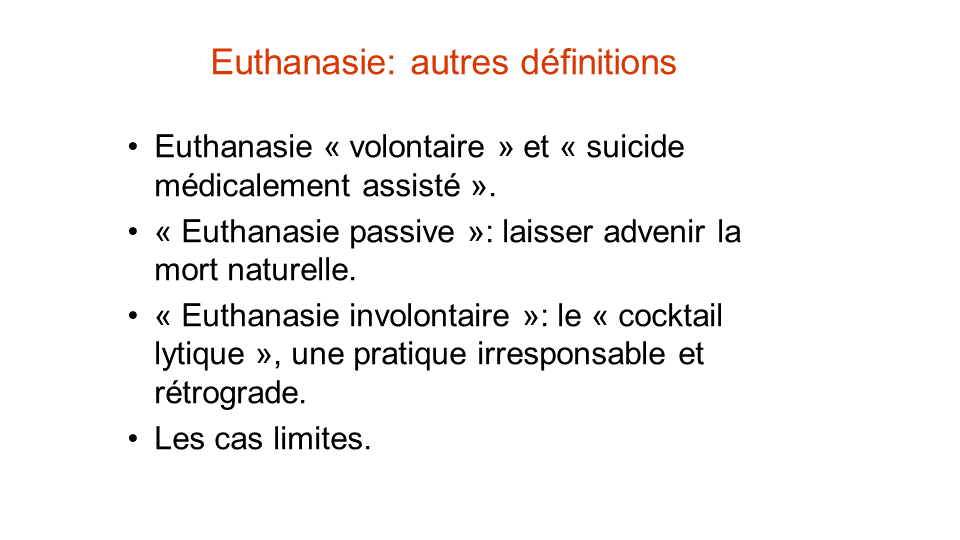 Euthanasie: autres définitions
• Euthanasie « volontaire » et « suicide
médicalement assisté ».
• « Euthanasie passive »: laisser advenir la
mort naturelle.
• « Euthanasie involontaire »: le « cocktail
lytique », une pratique irresponsable et
rétrograde.
• Les cas limites.